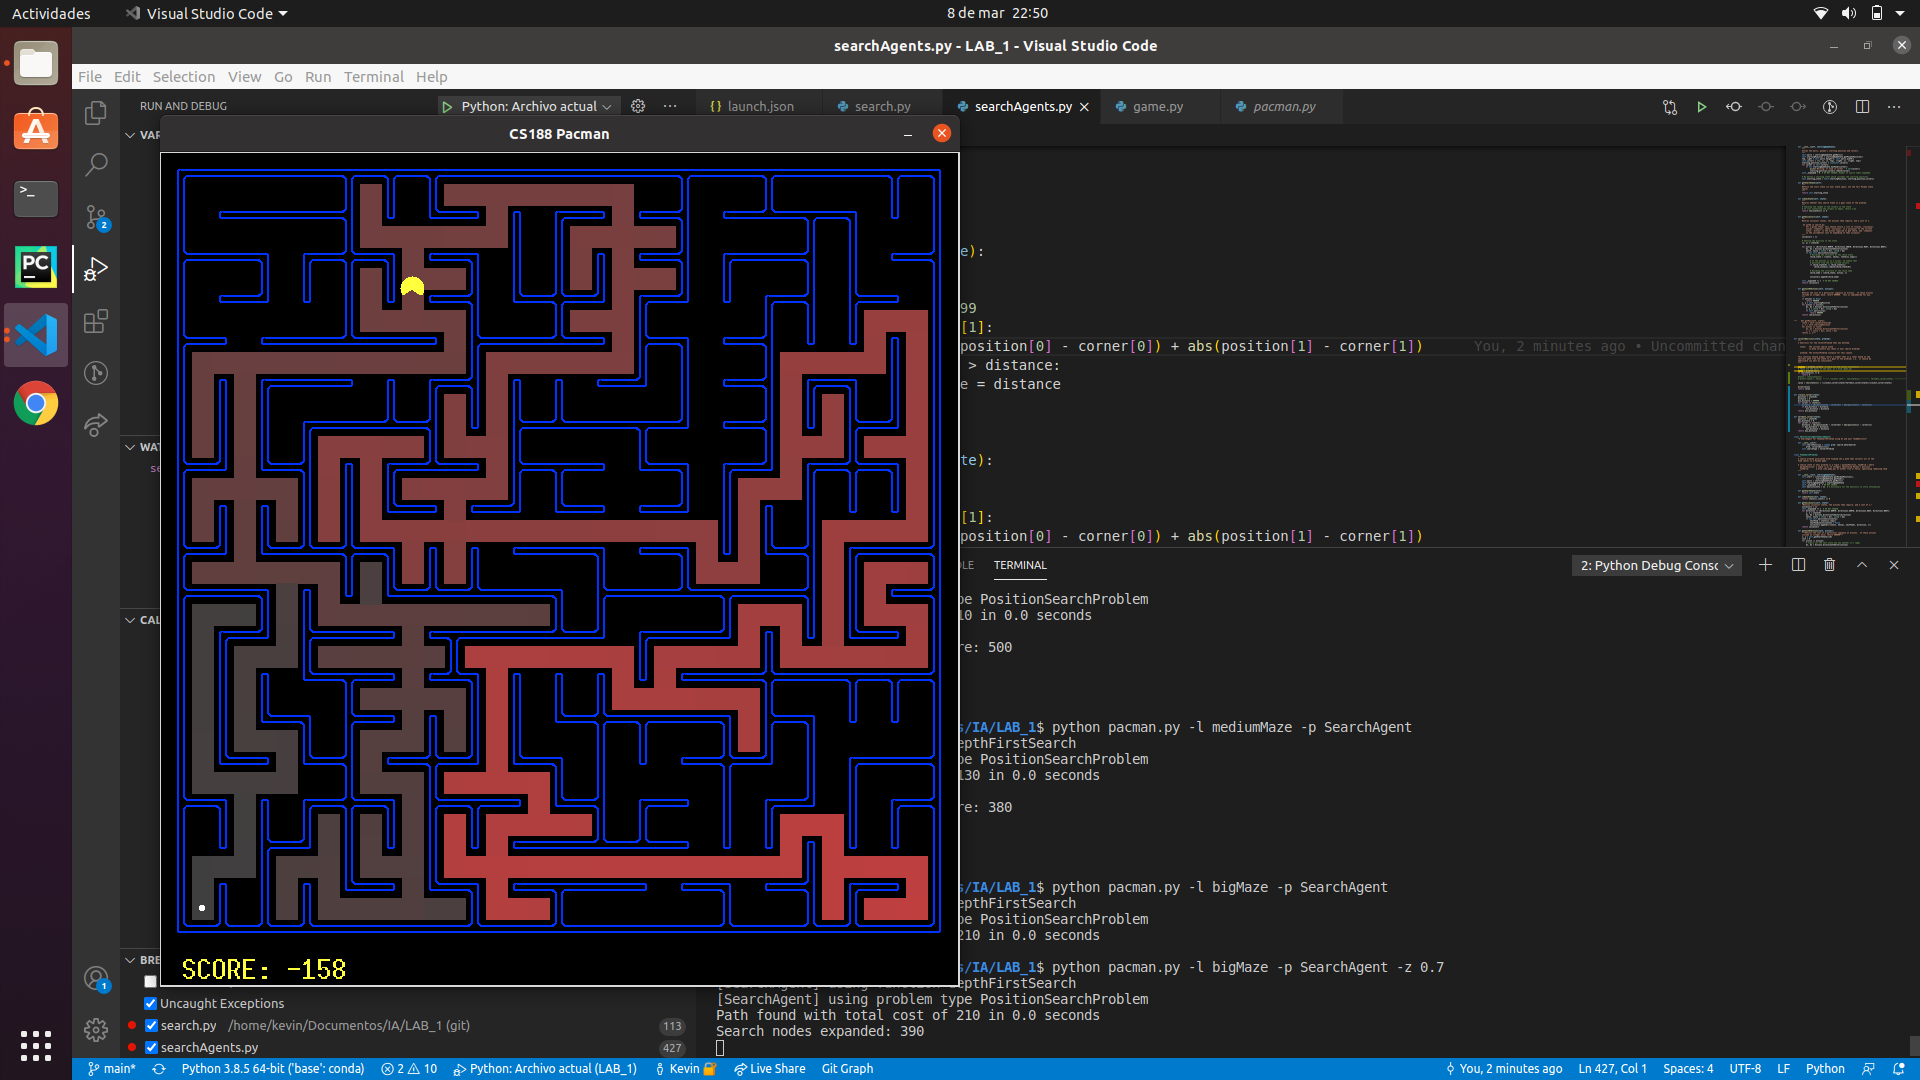 Actividades
Visual Studio Code
8 de mar 22:50
searchAgents.py - LAB_1 - Visual Studio Code
File Edit Selection View Go Run Terminal Help
RUN AND DEBUG
Python: Archivo actual
launch.json
search.py
searchAgents.py
game.py
pacman.py
VAR
CS188 Pacman
e):
99
[1]:
position[0] - corner[0]) + abs(position[1] - corner[1])
You, 2 minutes ago • Uncommitted chan
> distance:
e = distance
te):
[1]:
position[0] - corner[0]) + abs(position[1] - corner[1])
WAT
se
CAL
BRE
SCORE: -158
OLE
TERMINAL
2: Python Debug Consc
pe PositionSearchProblem
10 in 0.0 seconds
re: 500
s/IA/LAB_1$ python pacman.py -l mediumMaze -p SearchAgent
epthFirstSearch
pe PositionSearchProblem
130 in 0.0 seconds
re: 380
s/IA/LAB_1$ python pacman.py -l bigMaze -p SearchAgent
epthFirstSearch
pe PositionSearchProblem
210 in 0.0 seconds
s/IA/LAB_1$ python pacman.py -l bigMaze -p SearchAgent -z 0.7
[SearchAgent] using function depthFirstSearch
[SearchAgent] using problem type PositionSearchProblem
Path found with total cost of 210 in 0.0 seconds
Search nodes expanded: 390
Uncaught Exceptions
search.py /home/kevin/Documentos/IA/LAB_1 (git) 113
searchAgents.py 427
main* Python 3.8.5 64-bit ('base': conda) 2 10 Python: Archivo actual (LAB_1) Kevin Live Share Git Graph
You, 2 minutes ago Ln 427, Col 1 Spaces: 4 UTF-8 LF Python